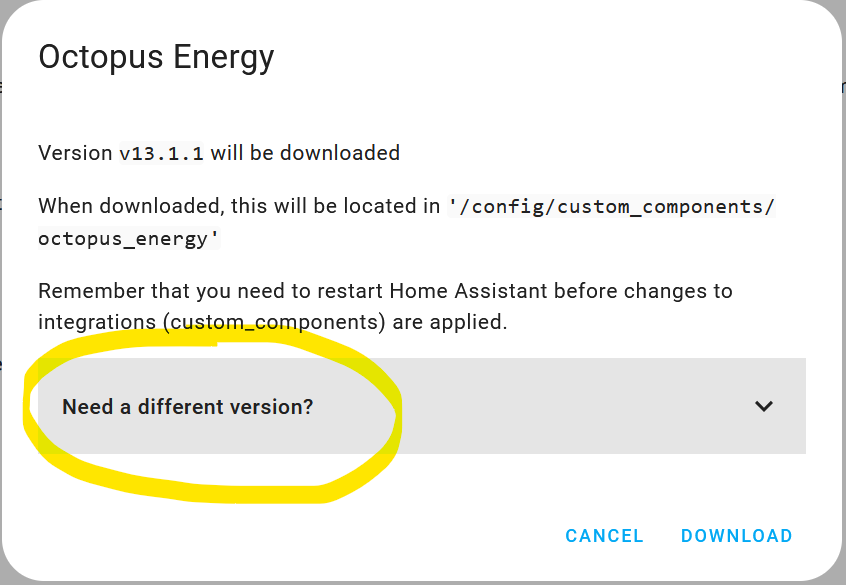 Octopus Energy
Version v13.1.1 will be downloaded
When downloaded, this will be located in '/config/custom_components/
octopus_energy'
Remember that you need to restart Home Assistant before changes to
integrations (custom_components) are applied.
Need a different version?
CANCEL DOWNLOAD